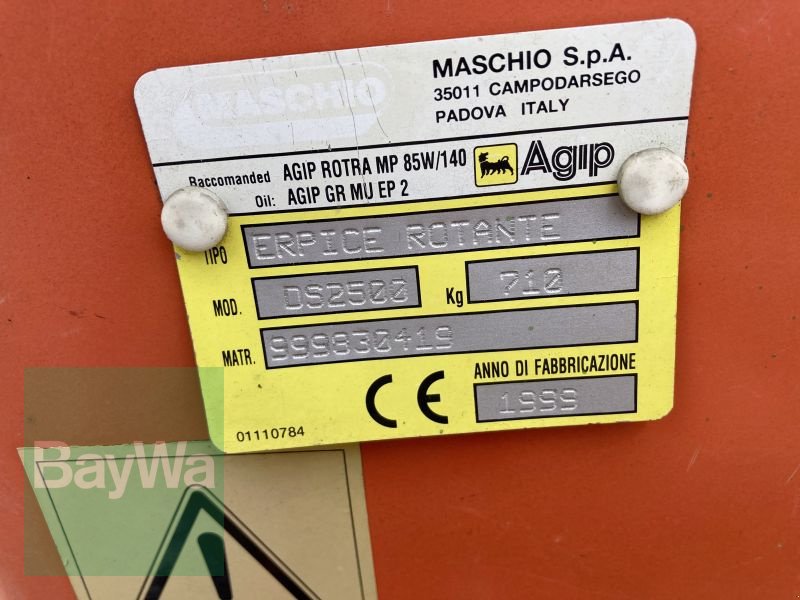 MASCHIO
MASCHIO S.p.A.
35011 CAMPODARSEGO
PADOVA ITALY
Raccomanded AGIP ROTRA MP 85W/140
Oil: AGIP GR MU EP 2
Agip
TIPO ERPICE ROTANTE
MOD. DS2500 Kg 710
MATR. 999830419
ANNO DI FABBRICAZIONE
CE 1999
01110784
BayWa